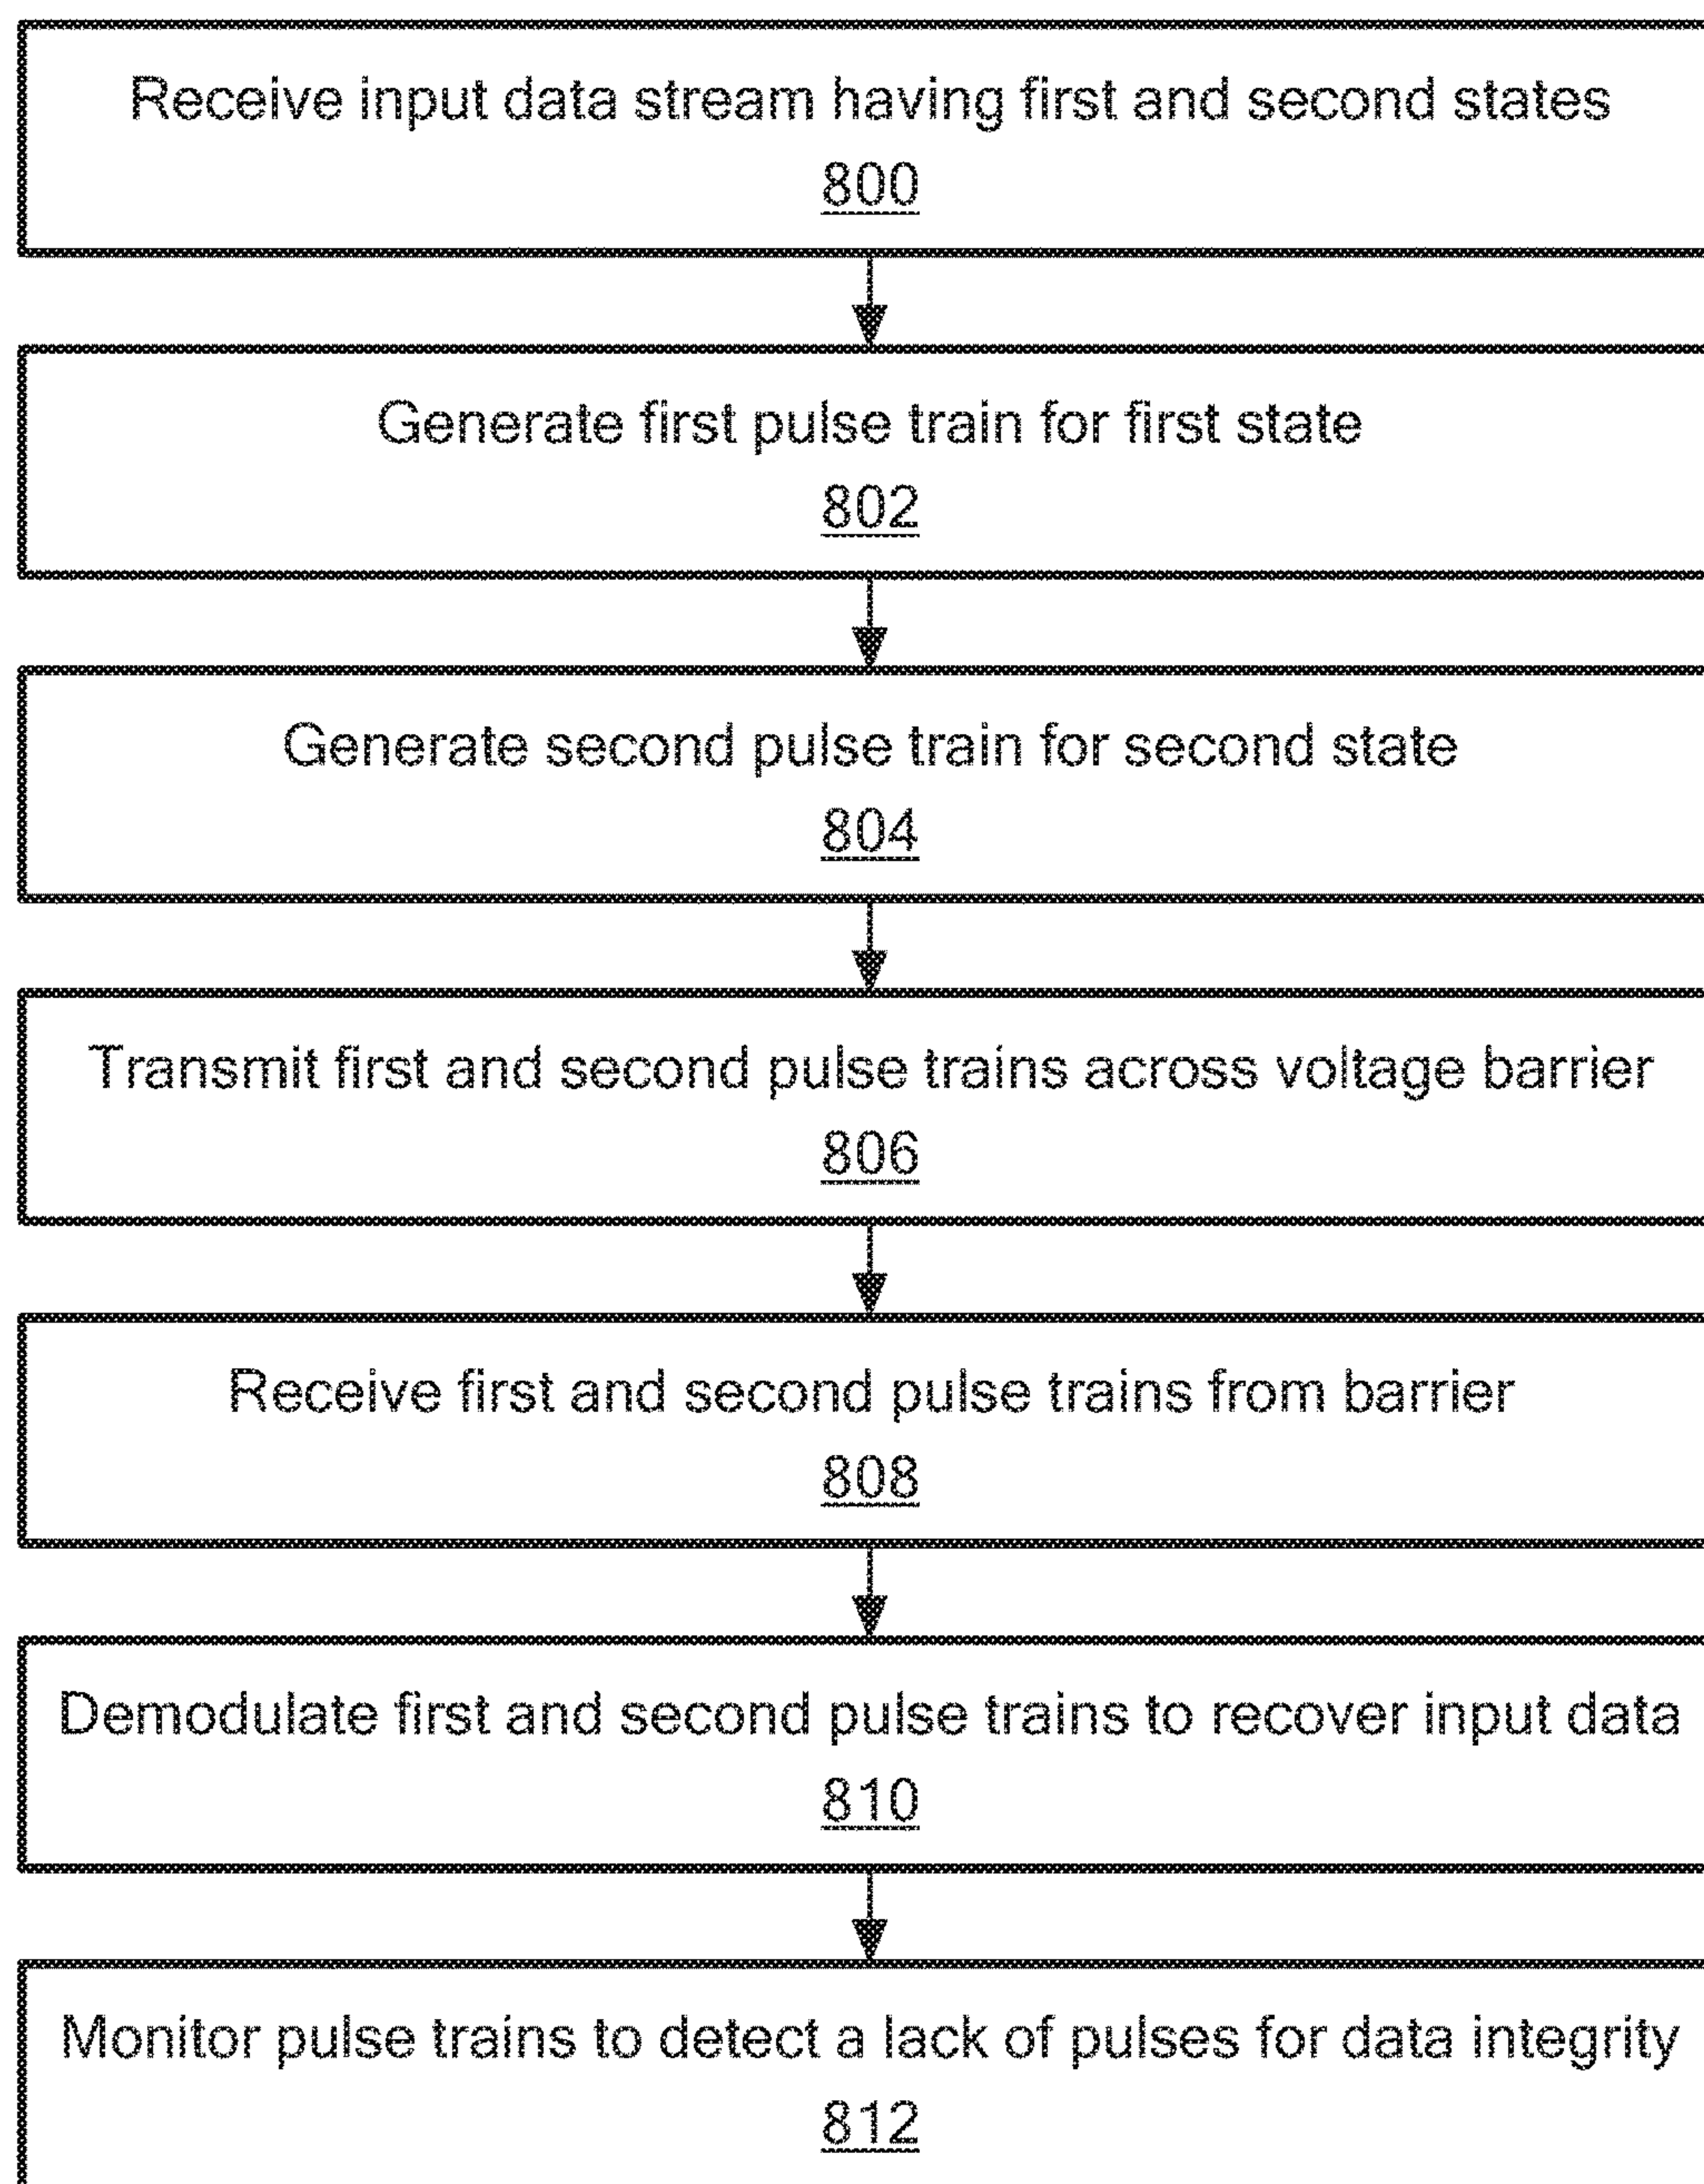 Receive input data stream having first and second states
800
Generate first pulse train for first state
802
Generate second pulse train for second state
804
Transmit first and second pulse trains across voltage barrier
806
Receive first and second pulse trains from barrier
808
Demodulate first and second pulse trains to recover input data
810
Monitor pulse trains to detect a lack of pulses for data integrity
812